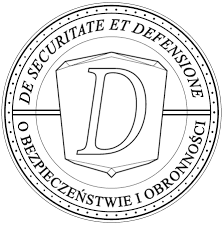 DE SECURITATE ET DEFENSIONE
D
O BEZPIECZEŃSTWIE I OBRONNOŚCI